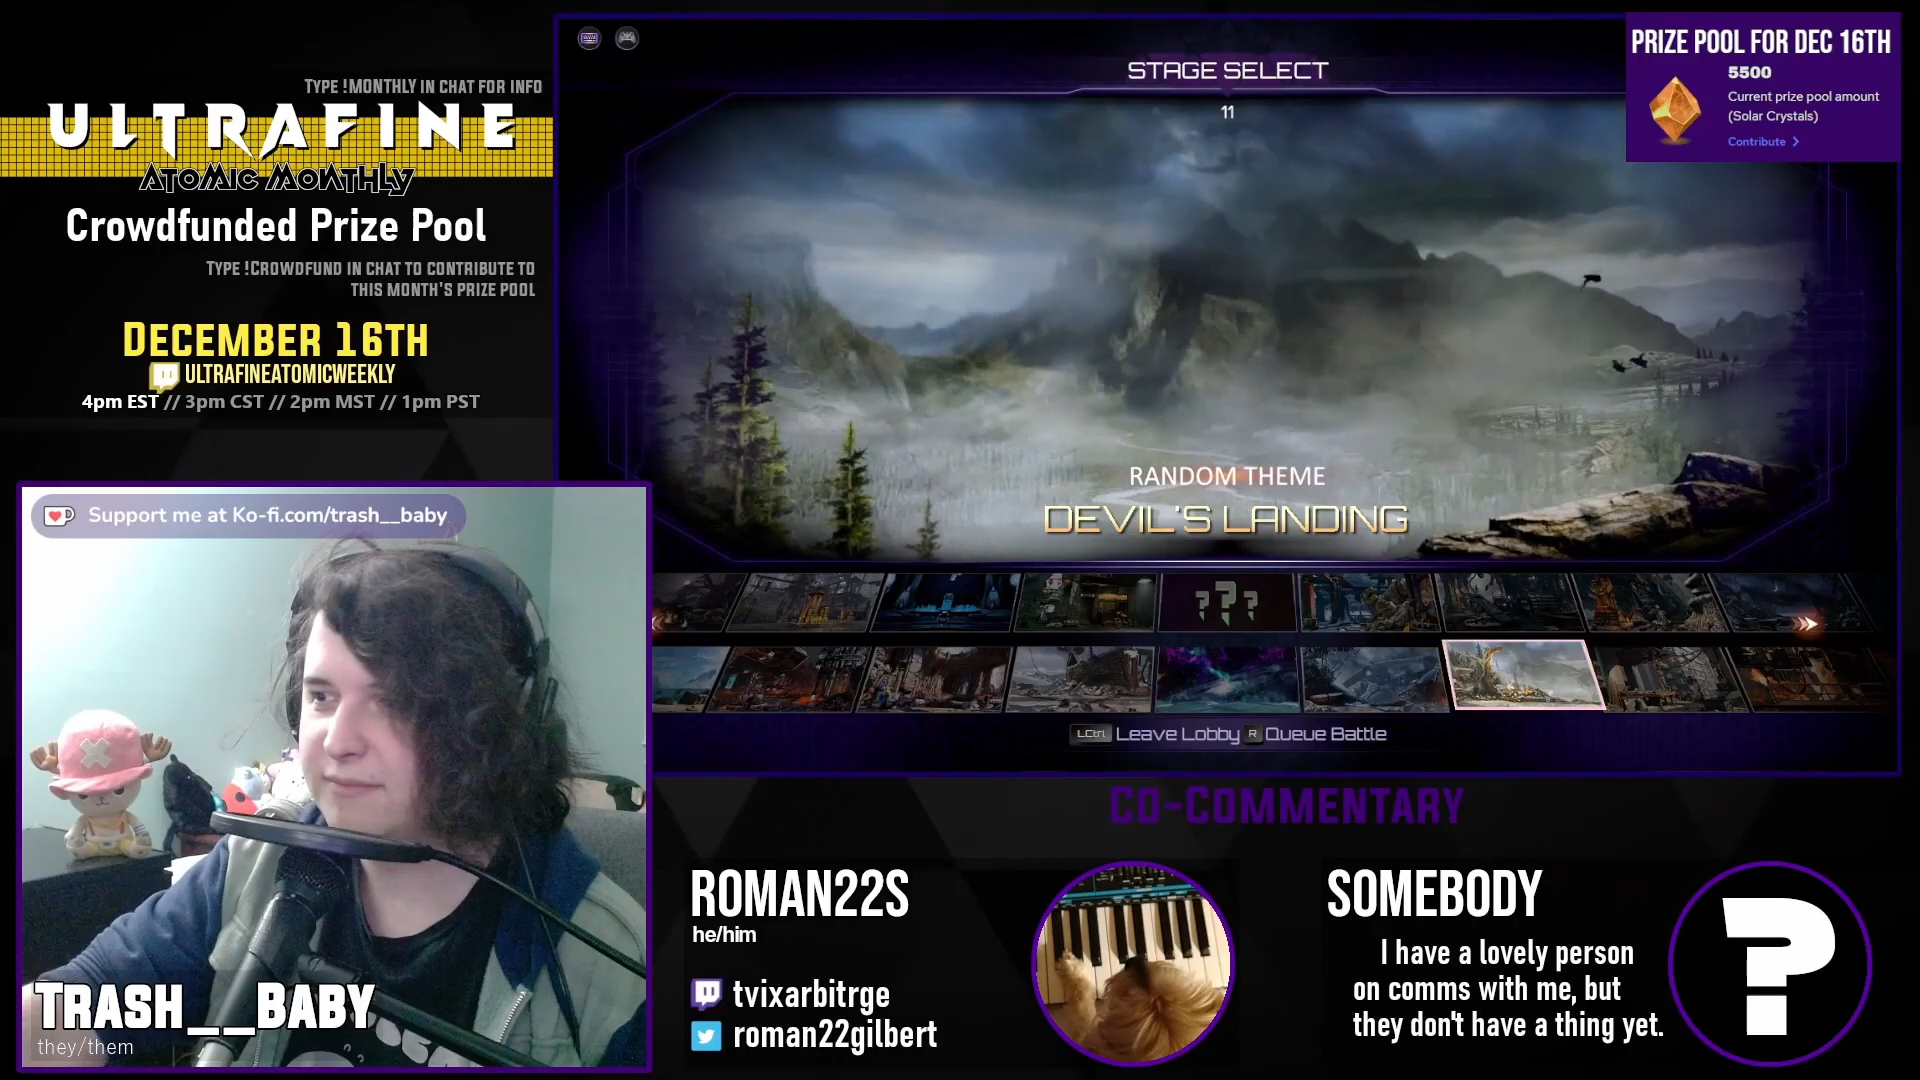 Type !Monthly in chat for info
ULTRAFINE
Atomic Monthly
Crowdfunded Prize Pool
Type !Crowdfund in chat to contribute to
this month's prize pool
December 16th
ULTRAFINEATOMICWEEKLY
4pm EST // 3pm CST // 2pm MST // 1pm PST
STAGE SELECT
11
PRIZE POOL FOR DEC 16TH
5500
Current prize pool amount
(Solar Crystals)
Contribute >
RANDOM THEME
DEVIL'S LANDING
???
LCtrl Leave Lobby R Queue Battle
Support me at Ko-fi.com/trash__baby
Trash__Baby
they/them
Co-Commentary
ROMAN22S
he/him
tvixarbitrge
roman22gilbert
SOMEBODY
I have a lovely person
on comms with me, but
they don't have a thing yet.
?